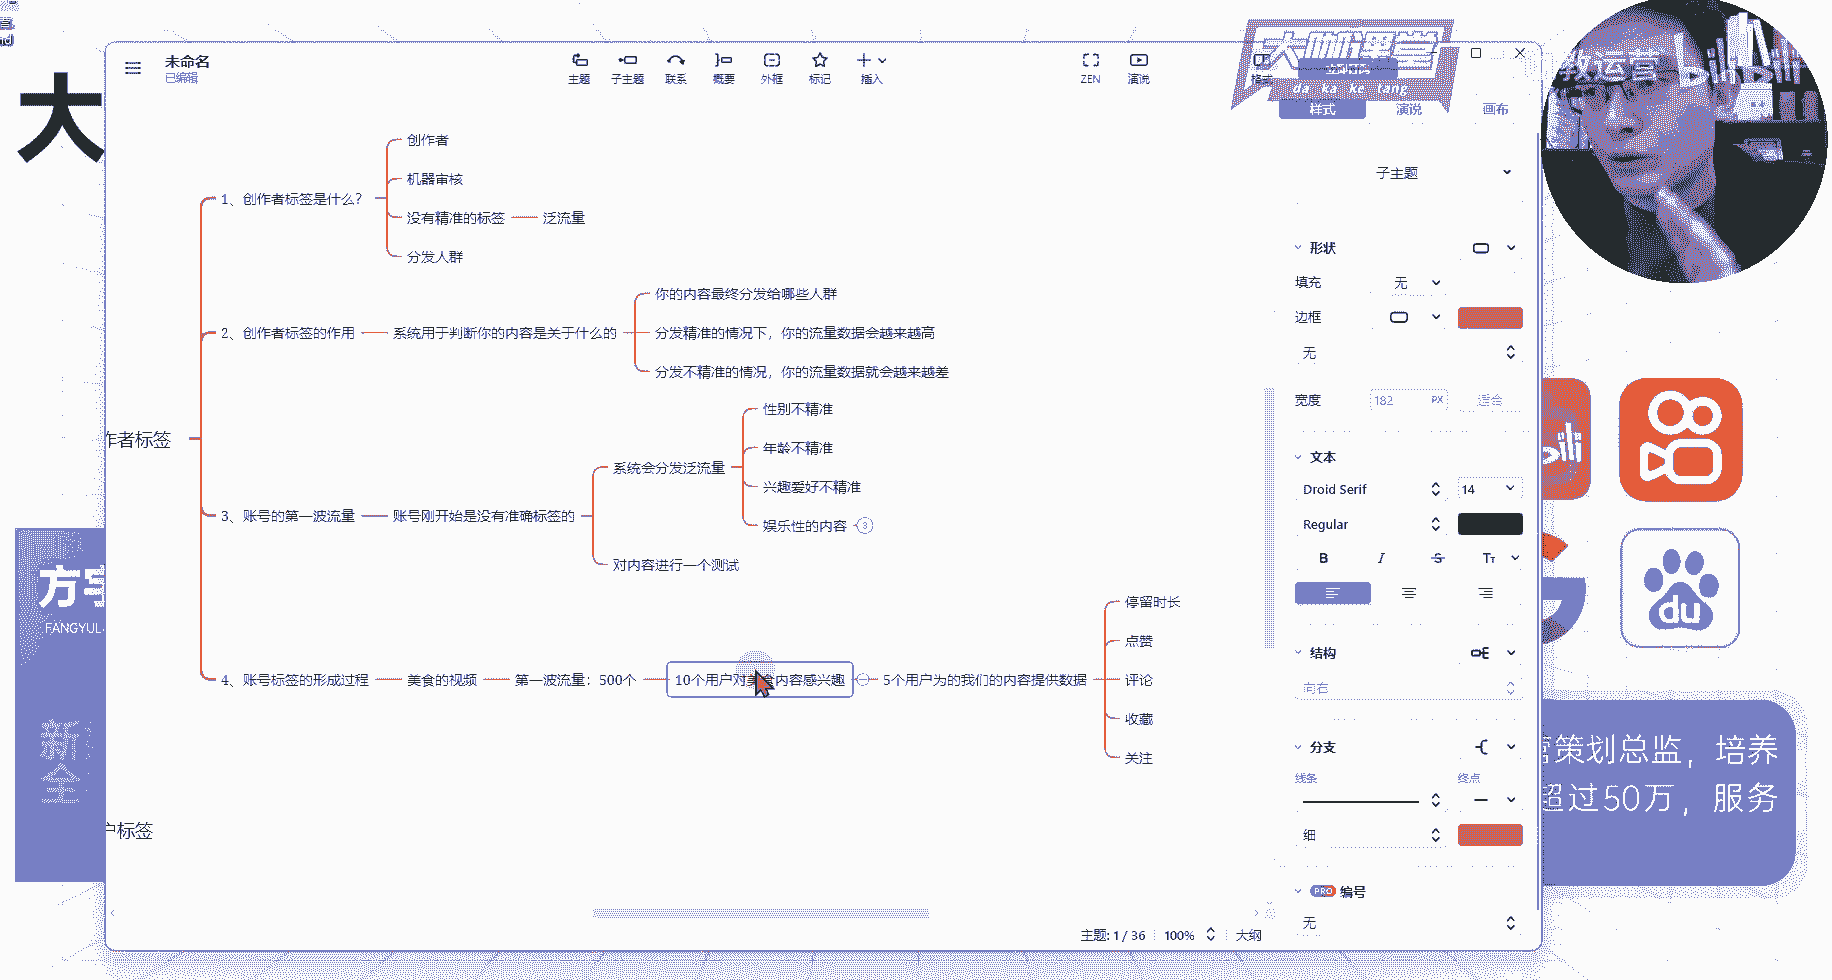 大
未命名
已编辑
主题
子主题
联系
概要
外框
标记
插入
ZEN
演说
格式
大咖课堂
da ka ke tang
教运营
样式
演说
画布
子主题
形状
填充
无
边框
无
宽度
182
PX
适合
文本
Droid Serif
14
Regular
B
I
S
TT
结构
向右
分支
线条
终点
细
PRO 编号
无
作者标签
1、创作者标签是什么?
创作者
机器审核
没有精准的标签
泛流量
分发人群
2、创作者标签的作用
系统用于判断你的内容是关于什么的
你的内容最终分发给哪些人群
分发精准的情况下，你的流量数据会越来越高
分发不精准的情况，你的流量数据就会越来越差
3、账号的第一波流量
账号刚开始是没有准确标签的
系统会分发泛流量
性别不精准
年龄不精准
兴趣爱好不精准
娱乐性的内容
3
对内容进行一个测试
4、账号标签的形成过程
美食的视频
第一波流量：500个
10个用户对美食内容感兴趣
5个用户为的我们的内容提供数据
停留时长
点赞
评论
收藏
关注
户标签
主题: 1 / 36
100%
大纲
方
FANGYU
新
全
du
营策划总监，培养
超过50万，服务